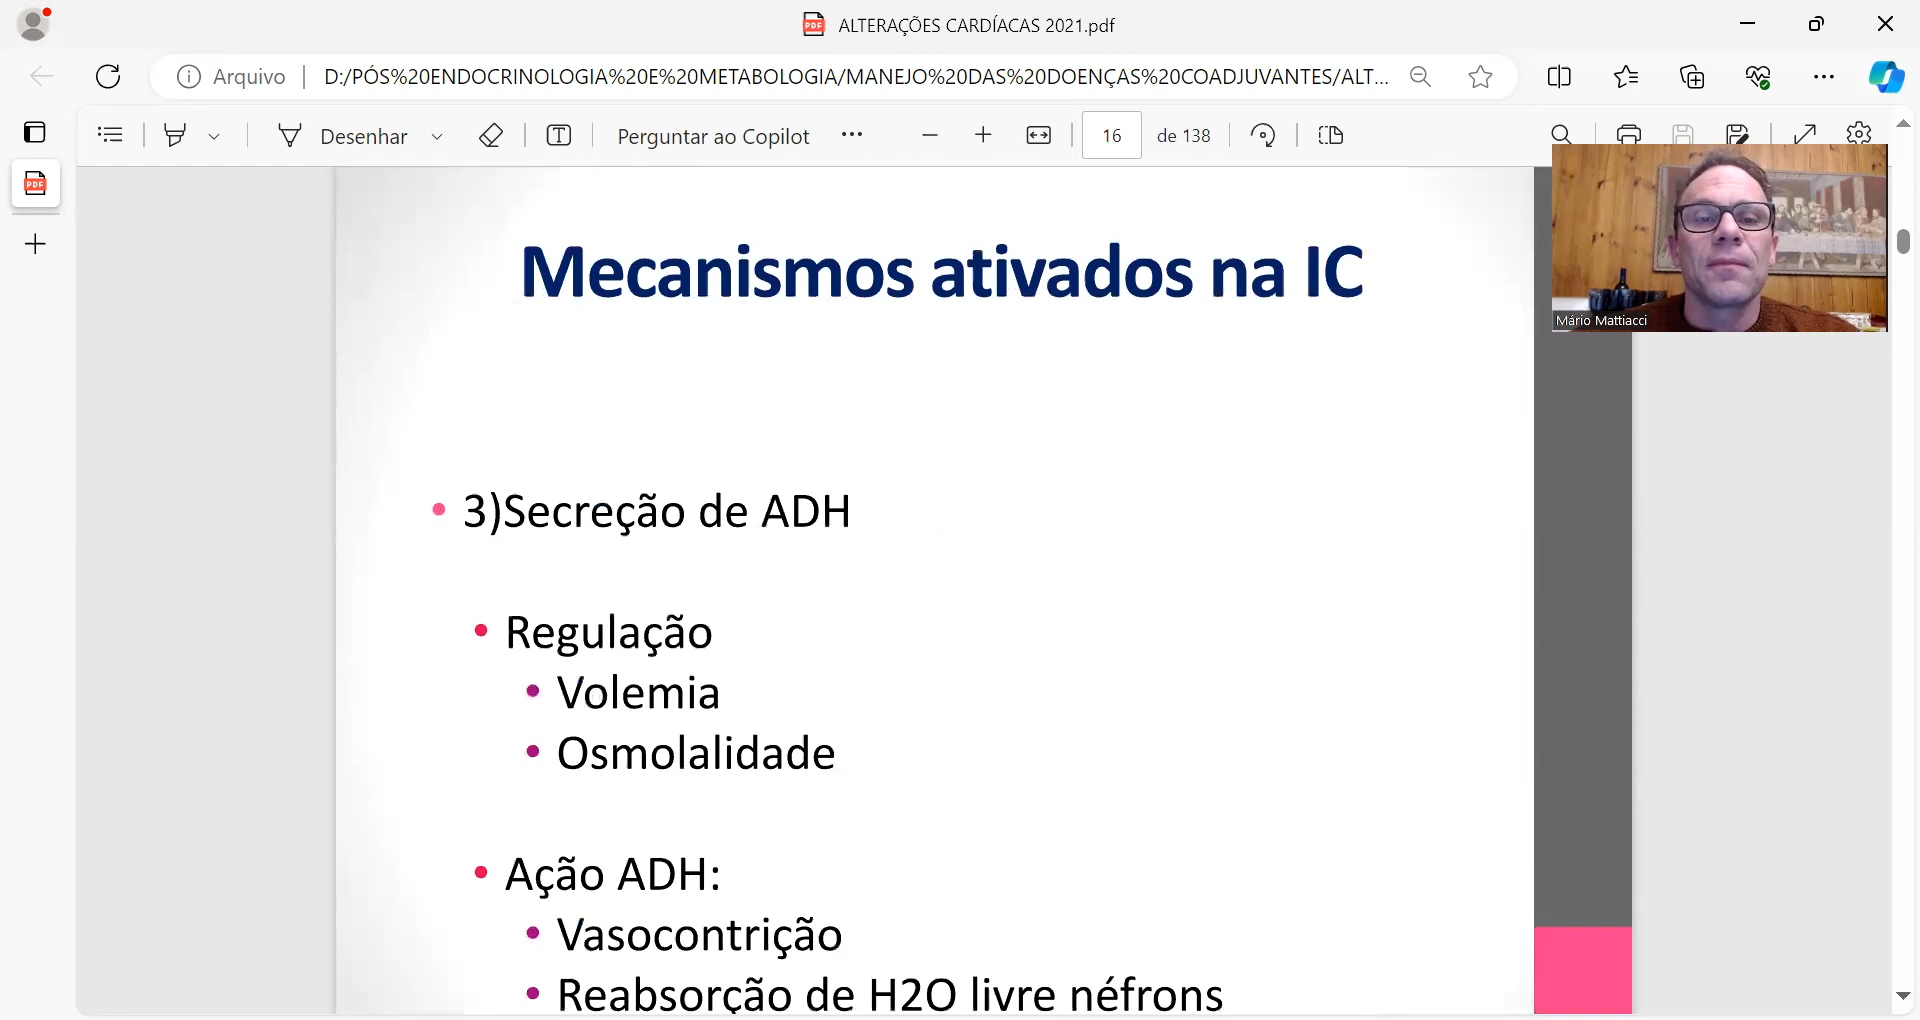 ALTERAÇÕES CARDÍACAS 2021.pdf
Arquivo
D:/PÓS%20ENDOCRINOLOGIA%20E%20METABOLOGIA/MANEJO%20DAS%20DOENÇAS%20COADJUVANTES/ALT...
Desenhar
Perguntar ao Copilot
16 de 138
PDF
Mário Mattiacci
Mecanismos ativados na IC
• 3)Secreção de ADH
• Regulação
• Volemia
• Osmolalidade
• Ação ADH:
• Vasocontrição
• Reabsorção de H2O livre néfrons